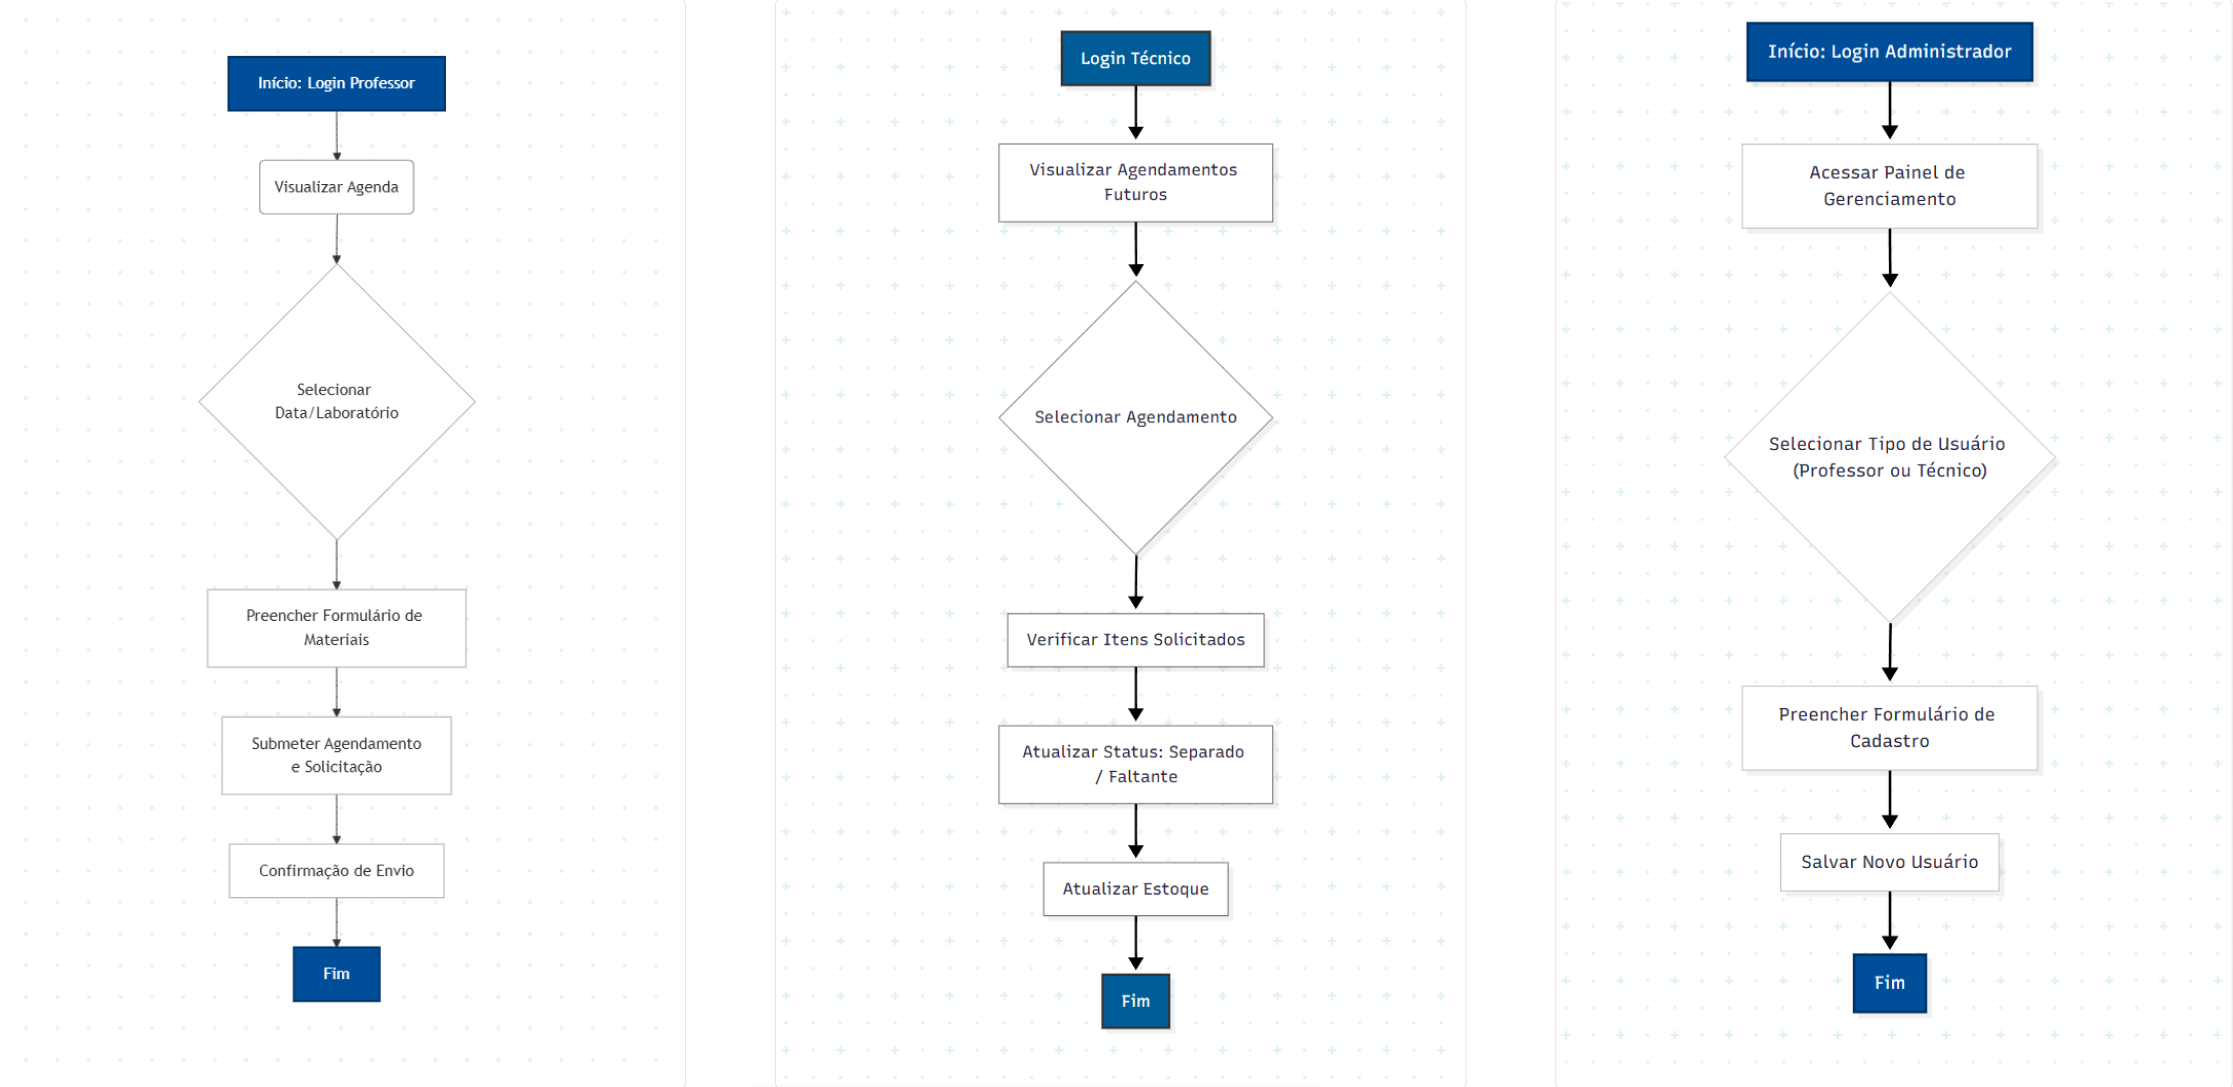 Início: Login Professor
Visualizar Agenda
Selecionar
Data/Laboratório
Preencher Formulário de
Materiais
Submeter Agendamento
e Solicitação
Confirmação de Envio
Fim
Login Técnico
Visualizar Agendamentos
Futuros
Selecionar Agendamento
Verificar Itens Solicitados
Atualizar Status: Separado
/ Faltante
Atualizar Estoque
Fim
Início: Login Administrador
Acessar Painel de
Gerenciamento
Selecionar Tipo de Usuário
(Professor ou Técnico)
Preencher Formulário de
Cadastro
Salvar Novo Usuário
Fim